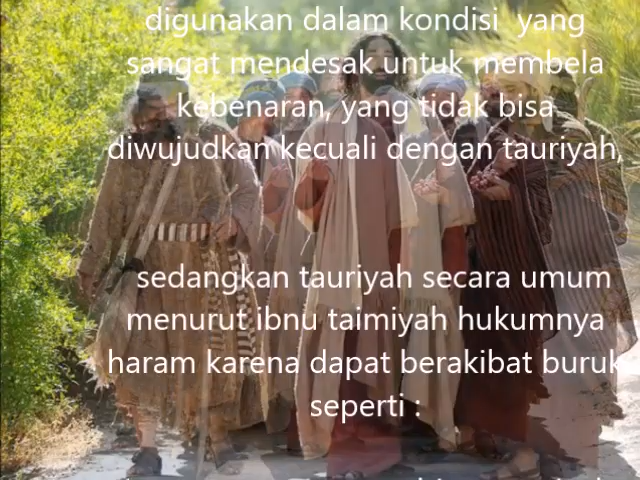 digunakan dalam kondisi yang
sangat mendesak untuk membela
kebenaran, yang tidak bisa
diwujudkan kecuali dengan tauriyah,
sedangkan tauriyah secara umum
menurut ibnu taimiyah hukumnya
haram karena dapat berakibat buruk
seperti :